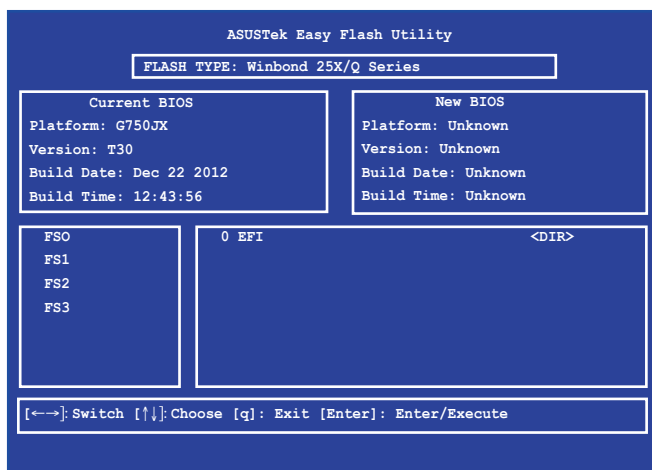 ASUSTek Easy Flash Utility
FLASH TYPE: Winbond 25X/Q Series
Current BIOS
Platform: G750JX
Version: T30
Build Date: Dec 22 2012
Build Time: 12:43:56
New BIOS
Platform: Unknown
Version: Unknown
Build Date: Unknown
Build Time: Unknown
FSO
FS1
FS2
FS3
0 EFI <DIR>
[←→]: Switch [↑↓]: Choose [q]: Exit [Enter]: Enter/Execute